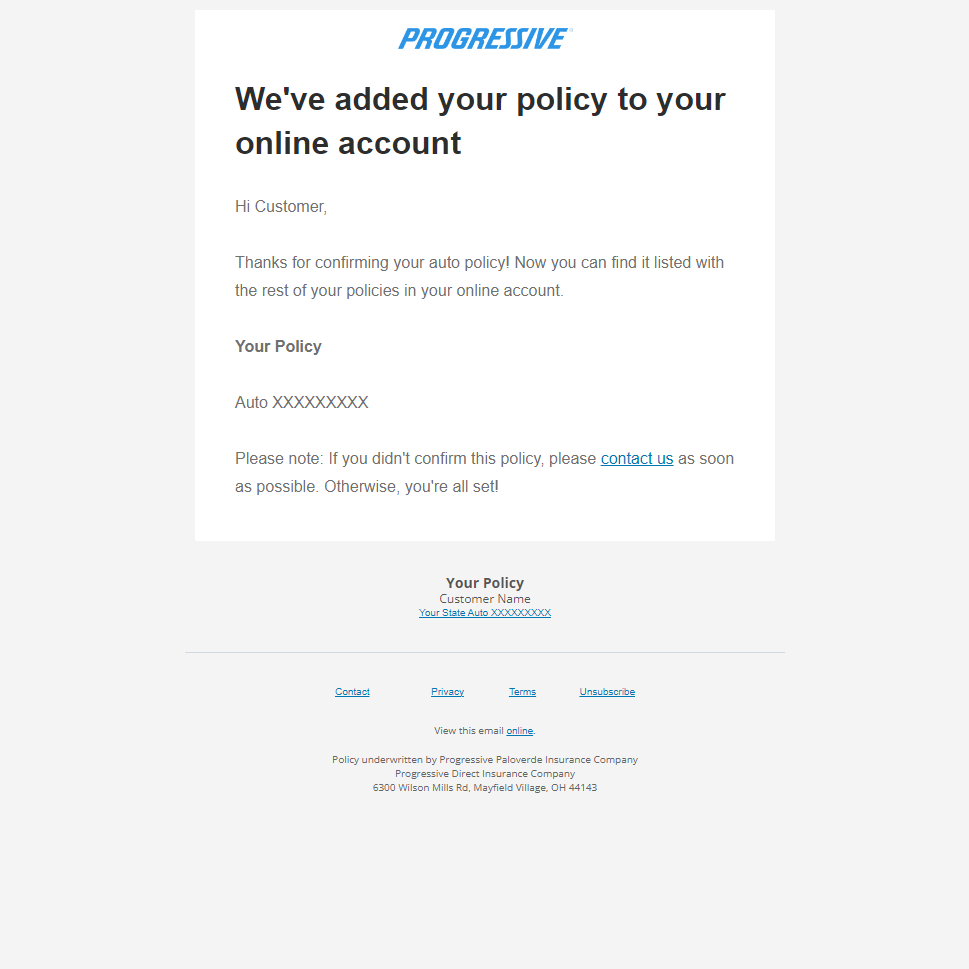 PROGRESSIVE
We've added your policy to your
online account
Hi Customer,
Thanks for confirming your auto policy! Now you can find it listed with
the rest of your policies in your online account.
Your Policy
Auto XXXXXXXXX
Please note: If you didn't confirm this policy, please contact us as soon
as possible. Otherwise, you're all set!
Your Policy
Customer Name
Your State Auto XXXXXXXXX
Contact Privacy Terms Unsubscribe
View this email online.
Policy underwritten by Progressive Paloverde Insurance Company
Progressive Direct Insurance Company
6300 Wilson Mills Rd, Mayfield Village, OH 44143